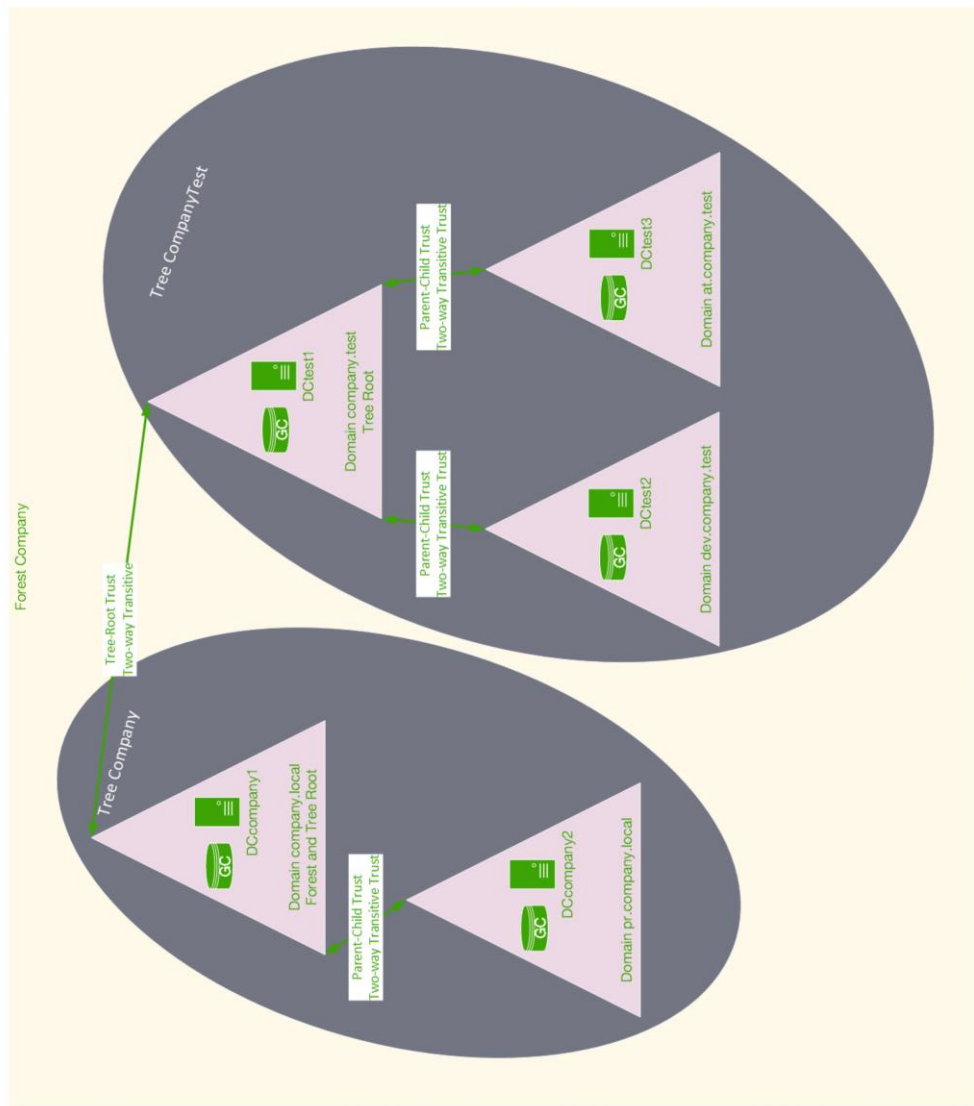 Forest Company
Tree-Root Trust
Two-way Transitive
Tree Company
GC
DCcompany1
Domain company.local
Forest and Tree Root
Parent-Child Trust
Two-way Transitive Trust
GC
DCcompany2
Domain pr.company.local
Tree CompanyTest
GC
DCtest1
Domain company.test
Tree Root
Parent-Child Trust
Two-way Transitive Trust
Parent-Child Trust
Two-way Transitive Trust
GC
DCtest2
Domain dev.company.test
GC
DCtest3
Domain at.company.test